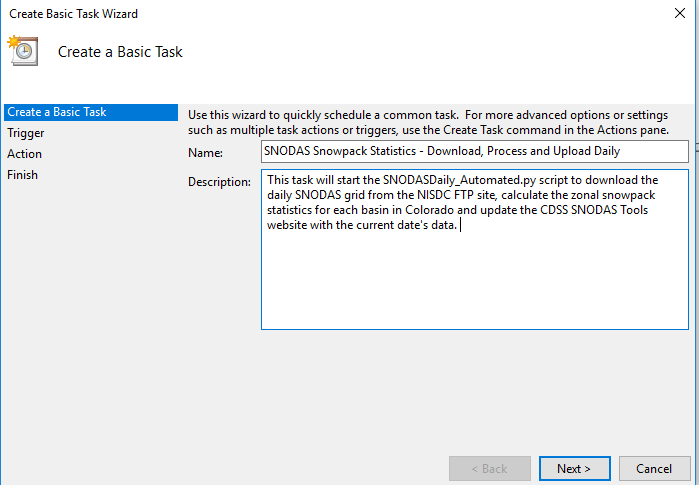 Create Basic Task Wizard
Create a Basic Task
Create a Basic Task
Trigger
Action
Finish
Use this wizard to quickly schedule a common task.  For more advanced options or settings
such as multiple task actions or triggers, use the Create Task command in the Actions pane.
Name:
SNODAS Snowpack Statistics - Download, Process and Upload Daily
Description:
This task will start the SNODASDaily_Automated.py script to download the
daily SNODAS grid from the NISDC FTP site, calculate the zonal snowpack
statistics for each basin in Colorado and update the CDSS SNODAS Tools
website with the current date's data.
< Back
Next >
Cancel